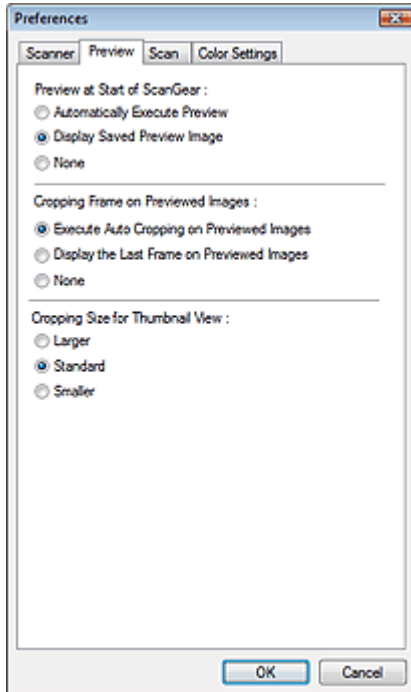 Preferences
Scanner Preview Scan Color Settings
Preview at Start of ScanGear :
Automatically Execute Preview
Display Saved Preview Image
None
Cropping Frame on Previewed Images :
Execute Auto Cropping on Previewed Images
Display the Last Frame on Previewed Images
None
Cropping Size for Thumbnail View :
Larger
Standard
Smaller
OK Cancel